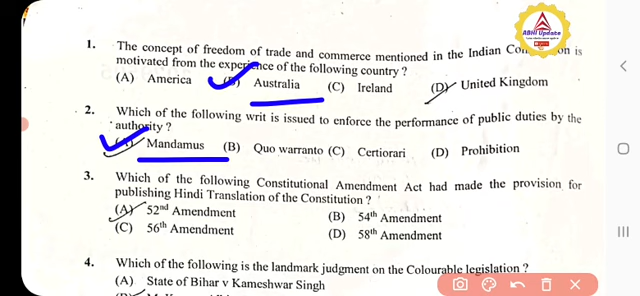 ABHI Update
1. The concept of freedom of trade and commerce mentioned in the Indian is
motivated from the experience of the following country ?
(A) America (B) Australia (C) Ireland (D) United Kingdom
2. Which of the following writ is issued to enforce the performance of public duties by the
authority ?
(A) Mandamus (B) Quo warranto (C) Certiorari (D) Prohibition
3. Which of the following Constitutional Amendment Act had made the provision for
publishing Hindi Translation of the Constitution ?
(A) 52nd Amendment (B) 54th Amendment
(C) 56th Amendment (D) 58th Amendment
4. Which of the following is the landmark judgment on the Colourable legislation ?
(A) State of Bihar v Kameshwar Singh